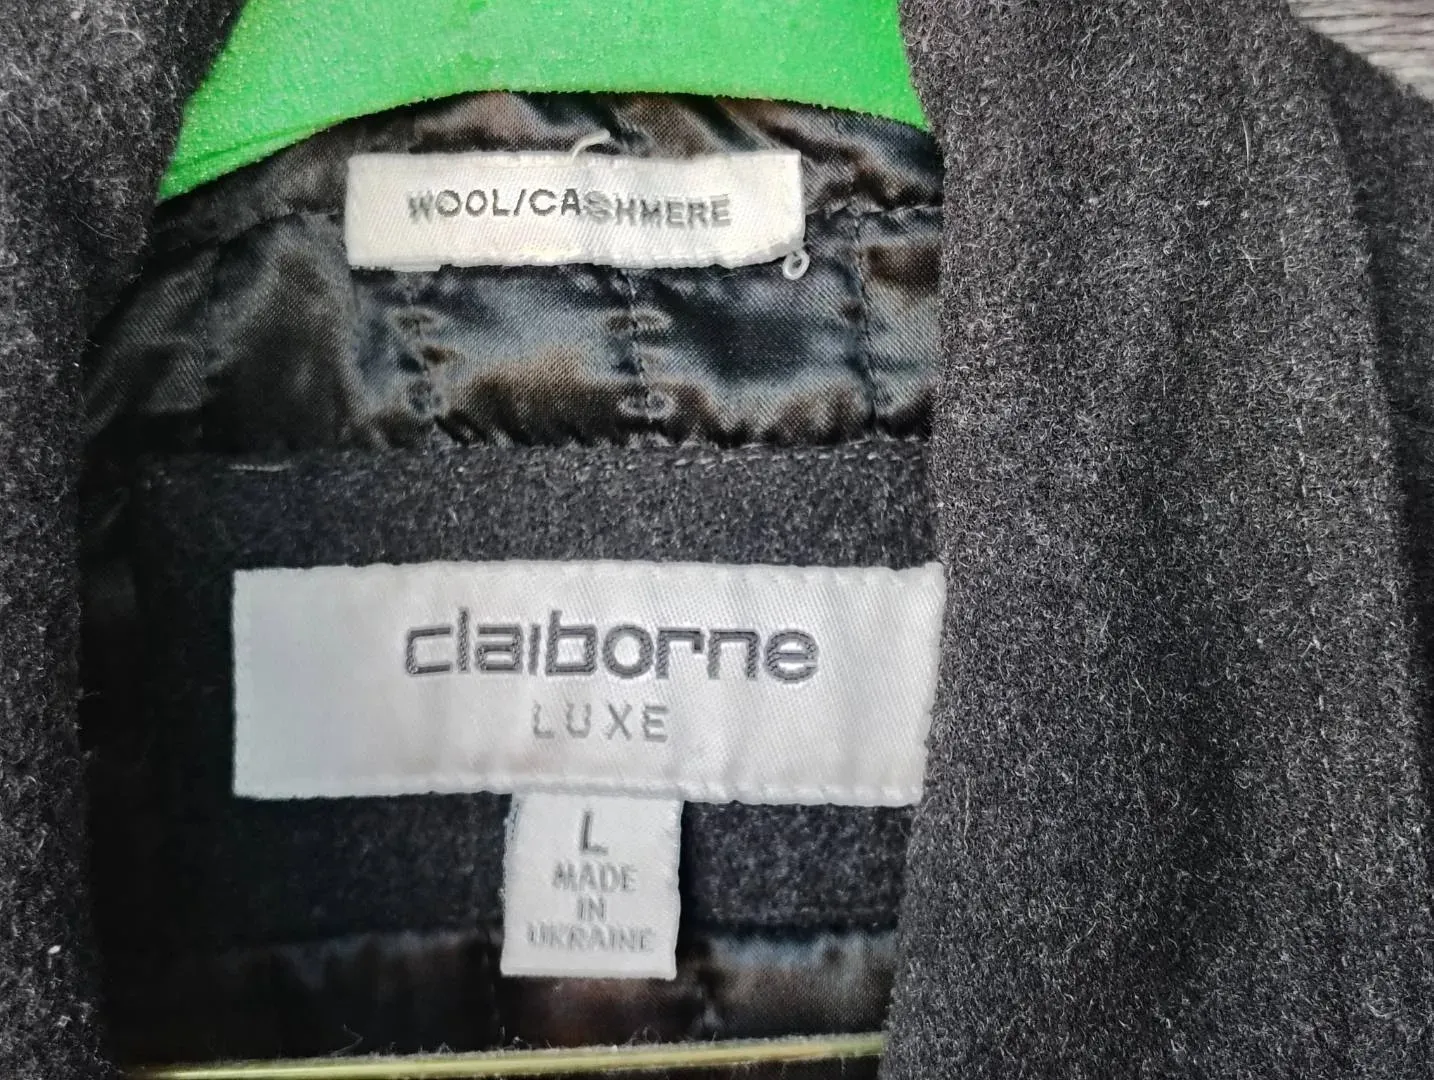 WOOL/CASHMERE
claiborne
LUXE
L
MADE
IN
UKRAINE